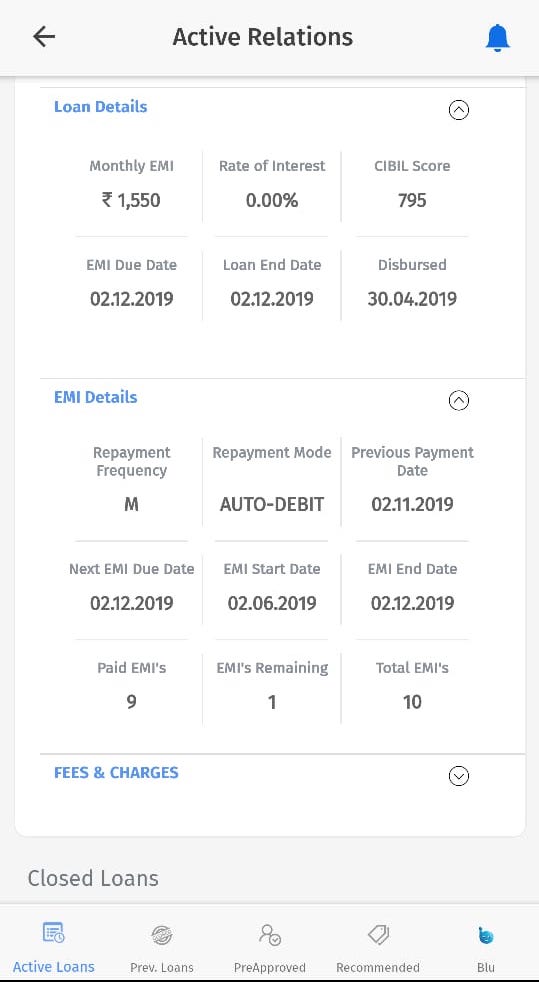 Active Relations
Loan Details
Monthly EMI Rate of Interest CIBIL Score
₹ 1,550 0.00% 795
EMI Due Date Loan End Date Disbursed
02.12.2019 02.12.2019 30.04.2019
EMI Details
Repayment Frequency Repayment Mode Previous Payment Date
M AUTO-DEBIT 02.11.2019
Next EMI Due Date EMI Start Date EMI End Date
02.12.2019 02.06.2019 02.12.2019
Paid EMI's EMI's Remaining Total EMI's
9 1 10
FEES & CHARGES
Closed Loans
Active Loans Prev. Loans PreApproved Recommended Blu